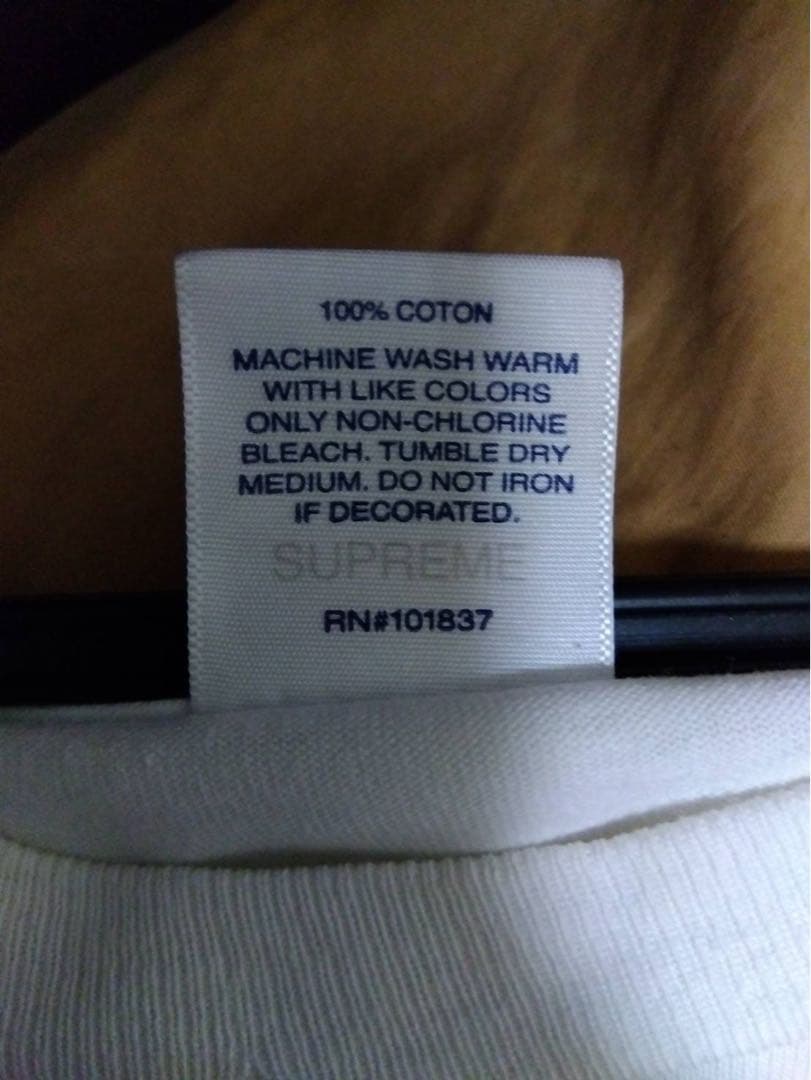 100% COTON
MACHINE WASH WARM
WITH LIKE COLORS
ONLY NON-CHLORINE
BLEACH. TUMBLE DRY
MEDIUM. DO NOT IRON
IF DECORATED.
SUPREME
RN#101837